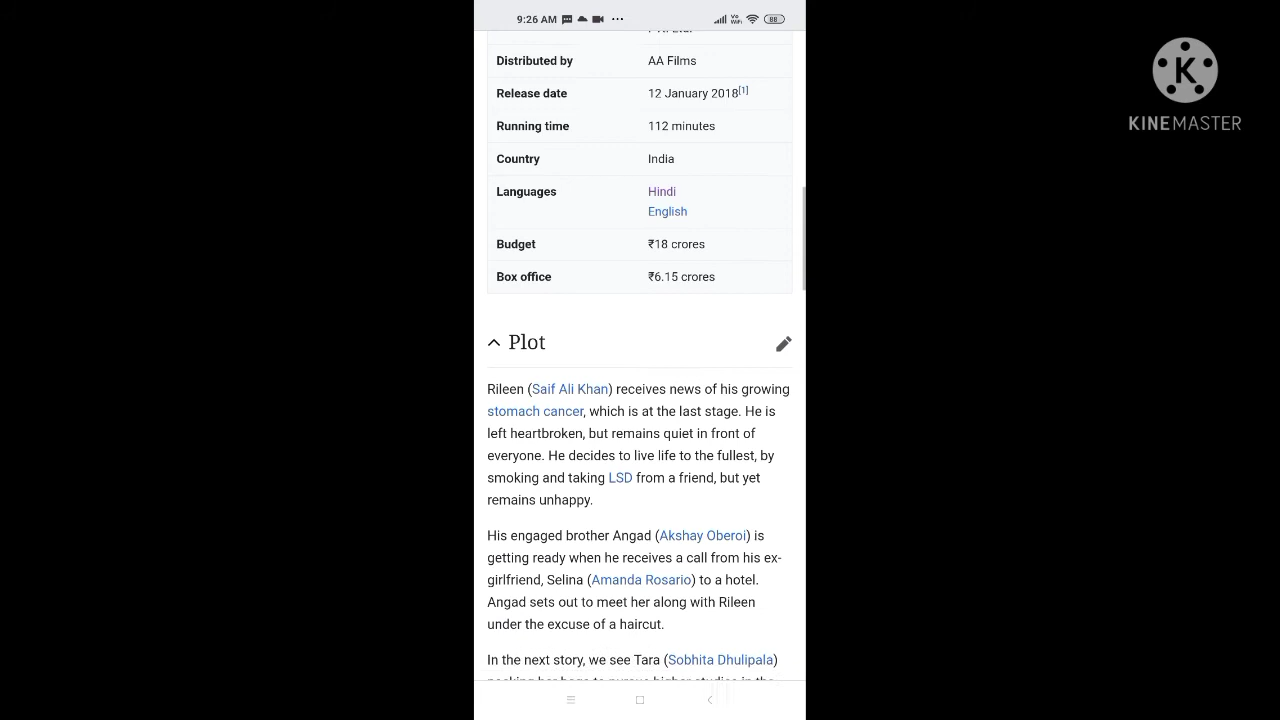 9:26 AM
Vo
WiFi
88
Distributed by AA Films
Release date 12 January 2018[1]
Running time 112 minutes
Country India
Languages Hindi
English
Budget ₹18 crores
Box office ₹6.15 crores
Plot
Rileen (Saif Ali Khan) receives news of his growing
stomach cancer, which is at the last stage. He is
left heartbroken, but remains quiet in front of
everyone. He decides to live life to the fullest, by
smoking and taking LSD from a friend, but yet
remains unhappy.
His engaged brother Angad (Akshay Oberoi) is
getting ready when he receives a call from his ex-
girlfriend, Selina (Amanda Rosario) to a hotel.
Angad sets out to meet her along with Rileen
under the excuse of a haircut.
In the next story, we see Tara (Sobhita Dhulipala)
K
KINEMASTER